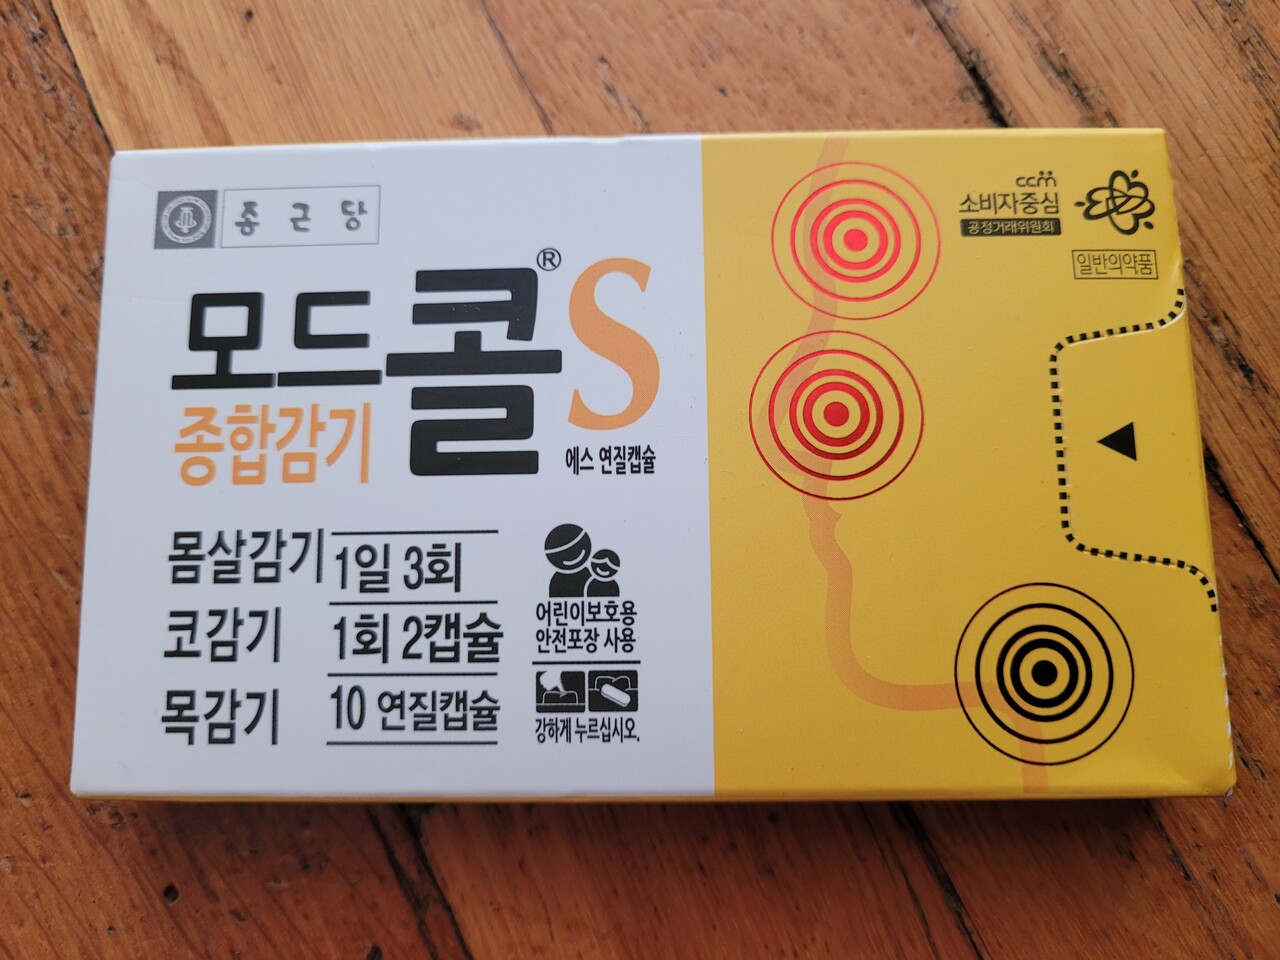 종근당
모드콜®S
종합감기
에스 연질캡슐
몸살감기
코감기
목감기
1일 3회
1회 2캡슐
10 연질캡슐
어린이보호용
안전포장 사용
강하게 누르십시오.
ccm
소비자중심
공정거래위원회
일반의약품